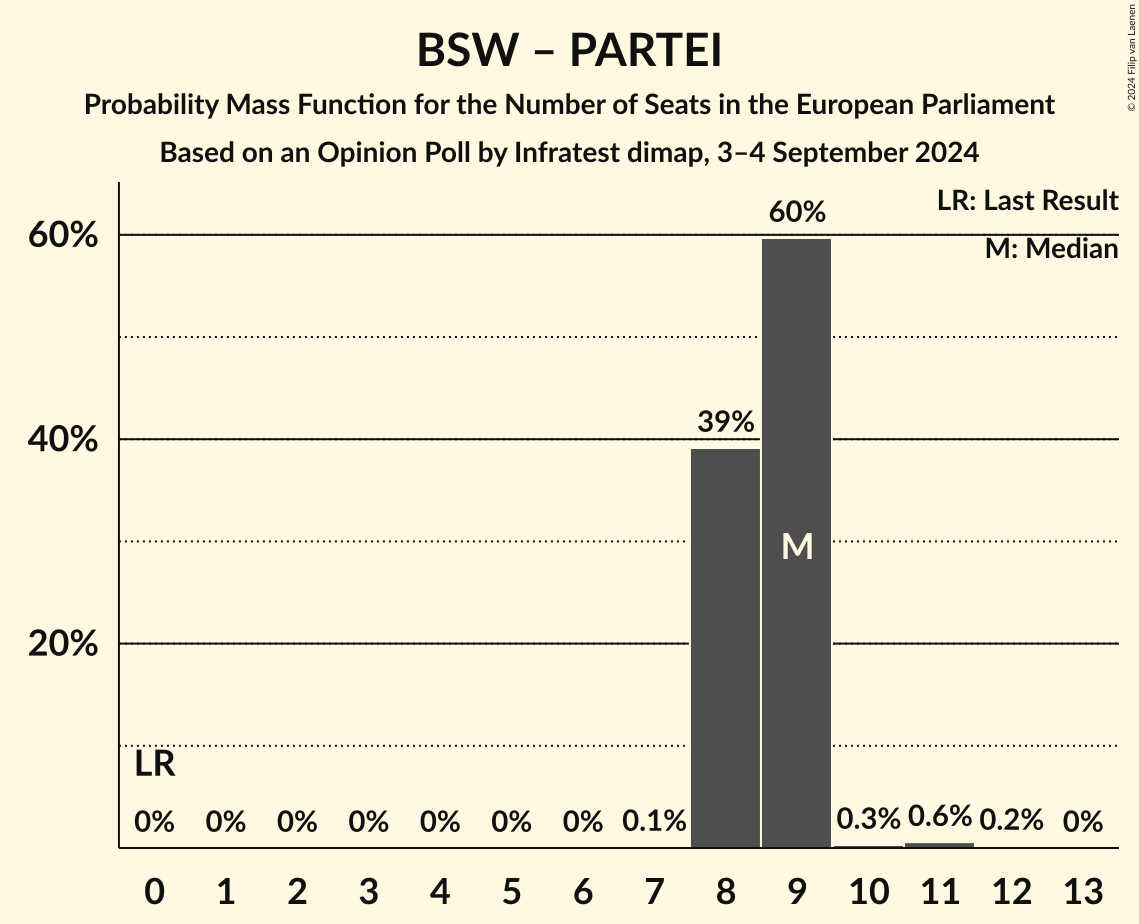 BSW – PARTEI
Probability Mass Function for the Number of Seats in the European Parliament
Based on an Opinion Poll by Infratest dimap, 3–4 September 2024
© 2024 Filip van Laenen
LR: Last Result
M: Median
60%
40%
20%
60%
39%
M
LR
0% 0% 0% 0% 0% 0% 0% 0.1% 0.3% 0.6% 0.2% 0%
0 1 2 3 4 5 6 7 8 9 10 11 12 13